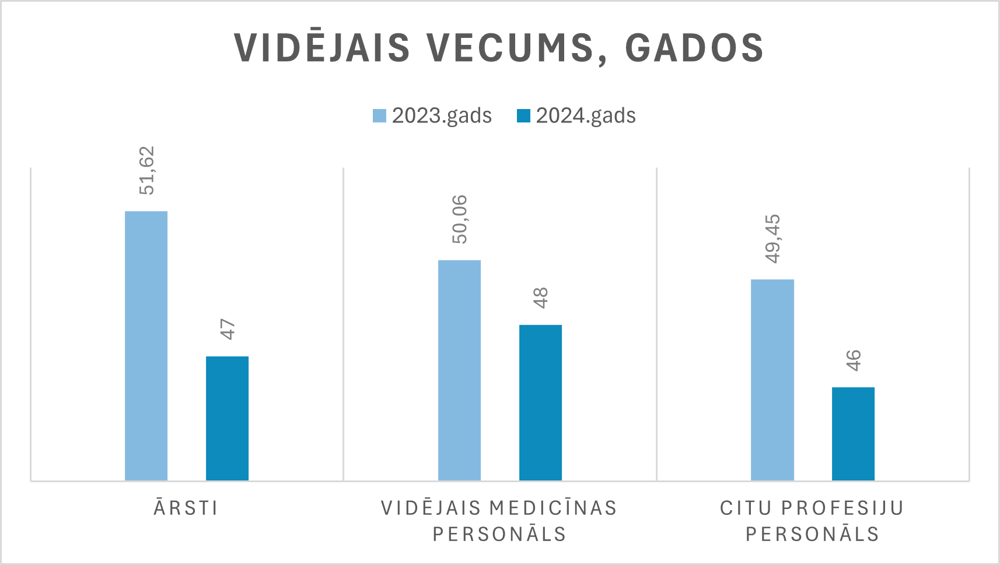 VIDĒJAIS VECUMS, GADOS
2023.gads 2024.gads
51,62
47
50,06
48
49,45
46
ĀRSTI
VIDĒJAIS MEDICĪNAS
PERSONĀLS
CITU PROFESIJU
PERSONĀLS